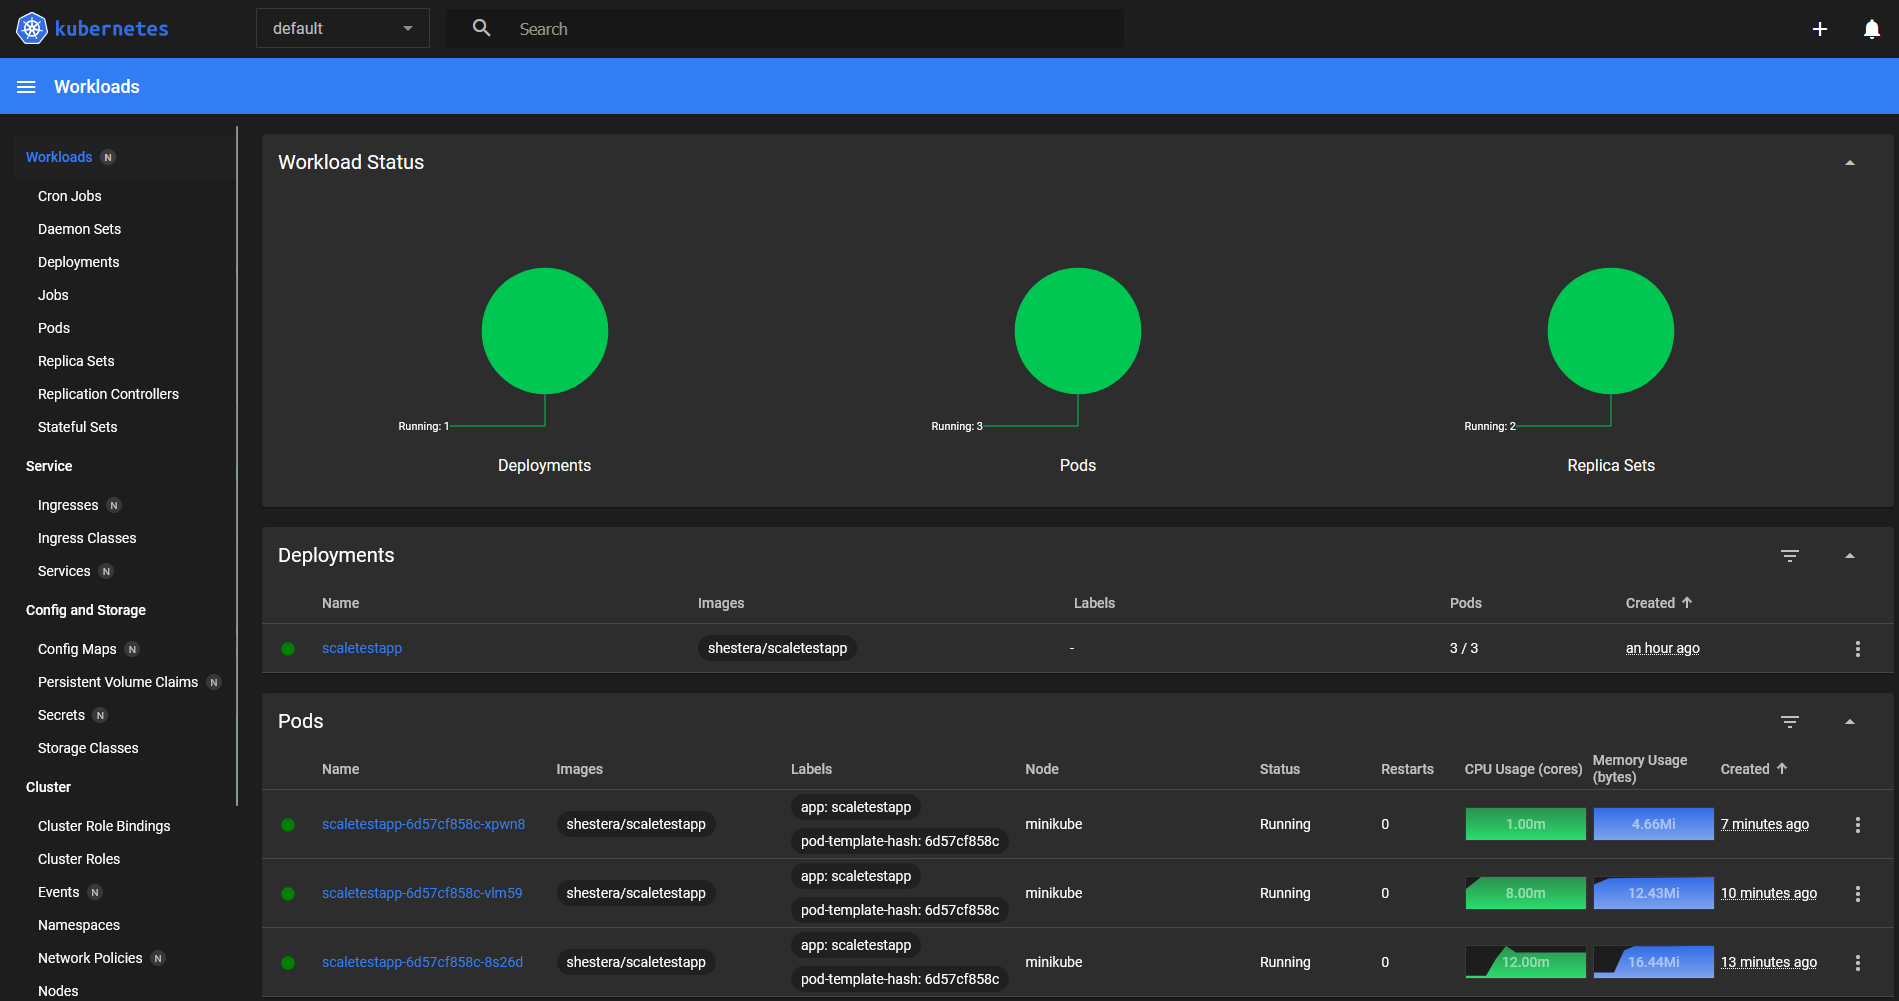 kubernetes
default
Search
Workloads
Workloads N
Cron Jobs
Daemon Sets
Deployments
Jobs
Pods
Replica Sets
Replication Controllers
Stateful Sets
Service
Ingresses N
Ingress Classes
Services N
Config and Storage
Config Maps N
Persistent Volume Claims N
Secrets N
Storage Classes
Cluster
Cluster Role Bindings
Cluster Roles
Events N
Namespaces
Network Policies N
Nodes
Workload Status
Running: 1
Running: 3
Running: 2
Deployments
Pods
Replica Sets
Deployments
Name Images Labels Pods Created
scaletestapp shestera/scaletestapp - 3 / 3 an hour ago
Pods
Name Images Labels Node Status Restarts CPU Usage (cores) Memory Usage (bytes) Created
scaletestapp-6d57cf858c-xpwn8 shestera/scaletestapp app: scaletestapp minikube Running 0 1.00m 4.66Mi 7 minutes ago
pod-template-hash: 6d57cf858c
scaletestapp-6d57cf858c-vlm59 shestera/scaletestapp app: scaletestapp minikube Running 0 8.00m 12.43Mi 10 minutes ago
pod-template-hash: 6d57cf858c
scaletestapp-6d57cf858c-8s26d shestera/scaletestapp app: scaletestapp minikube Running 0 12.00m 16.44Mi 13 minutes ago
pod-template-hash: 6d57cf858c